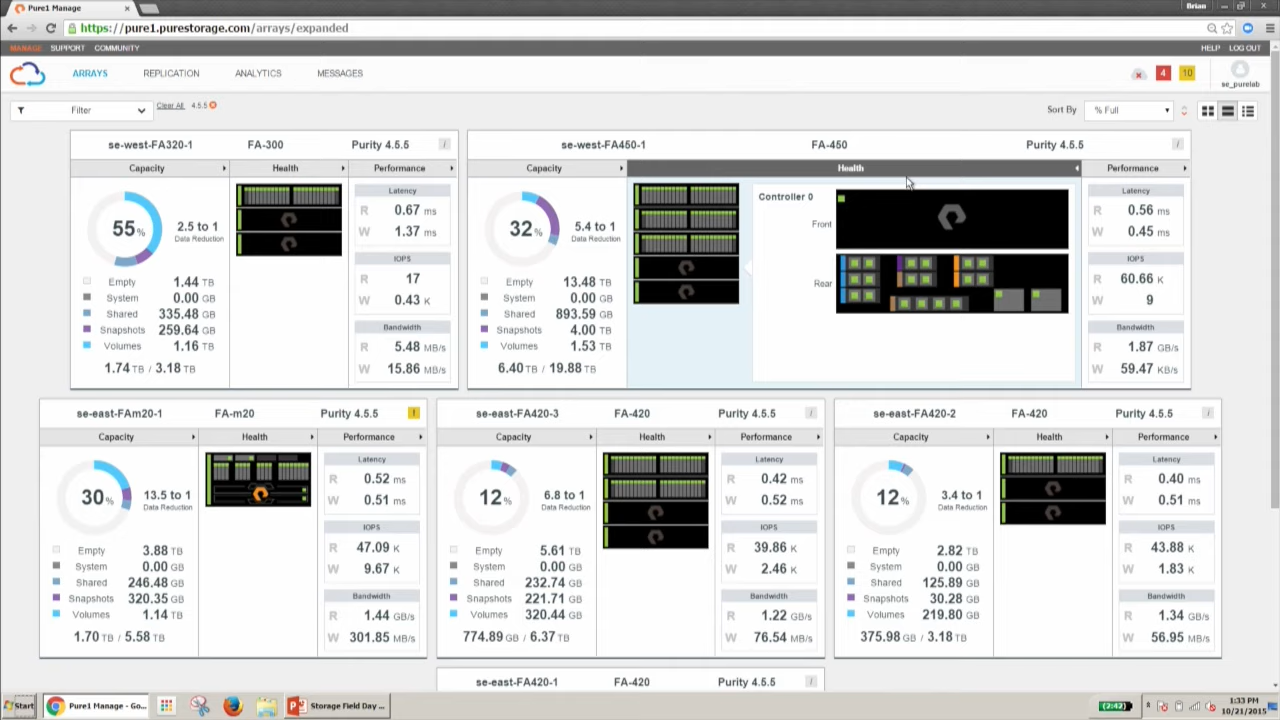 Pure1 Manage
Brian
https://pure1.purestorage.com/arrays/expanded
MANAGE SUPPORT COMMUNITY
HELP LOG OUT
ARRAYS REPLICATION ANALYTICS MESSAGES
4 10
se_purelab
Filter Clear All 4.5.5
Sort By % Full
se-west-FA320-1 FA-300 Purity 4.5.5
Capacity Health Performance
55 %
2.5 to 1
Data Reduction
Empty 1.44 TB
System 0.00 GB
Shared 335.48 GB
Snapshots 259.64 GB
Volumes 1.16 TB
1.74 TB / 3.18 TB
Latency
R 0.67 ms
W 1.37 ms
IOPS
R 17
W 0.43 K
Bandwidth
R 5.48 MB/s
W 15.86 MB/s
se-west-FA450-1 FA-450 Purity 4.5.5
Capacity Health Performance
32 %
5.4 to 1
Data Reduction
Empty 13.48 TB
System 0.00 GB
Shared 893.59 GB
Snapshots 4.00 TB
Volumes 1.53 TB
6.40 TB / 19.88 TB
Controller 0
Front
Rear
Latency
R 0.56 ms
W 0.45 ms
IOPS
R 60.66 K
W 9
Bandwidth
R 1.87 GB/s
W 59.47 KB/s
se-east-FAm20-1 FA-m20 Purity 4.5.5 !
Capacity Health Performance
30 %
13.5 to 1
Data Reduction
Empty 3.88 TB
System 0.00 GB
Shared 246.48 GB
Snapshots 320.35 GB
Volumes 1.14 TB
1.70 TB / 5.58 TB
Latency
R 0.52 ms
W 0.51 ms
IOPS
R 47.09 K
W 9.67 K
Bandwidth
R 1.44 GB/s
W 301.85 MB/s
se-east-FA420-3 FA-420 Purity 4.5.5
Capacity Health Performance
12 %
6.8 to 1
Data Reduction
Empty 5.61 TB
System 0.00 GB
Shared 232.74 GB
Snapshots 221.71 GB
Volumes 320.44 GB
774.89 GB / 6.37 TB
Latency
R 0.42 ms
W 0.52 ms
IOPS
R 39.86 K
W 2.46 K
Bandwidth
R 1.22 GB/s
W 76.54 MB/s
se-east-FA420-2 FA-420 Purity 4.5.5
Capacity Health Performance
12 %
3.4 to 1
Data Reduction
Empty 2.82 TB
System 0.00 GB
Shared 125.89 GB
Snapshots 30.28 GB
Volumes 219.80 GB
375.98 GB / 3.18 TB
Latency
R 0.40 ms
W 0.51 ms
IOPS
R 43.88 K
W 1.83 K
Bandwidth
R 1.34 GB/s
W 56.95 MB/s
se-east-FA420-1 FA-420 Purity 4.5.5
Start
Pure1 Manage - Go...
Storage Field Day ...
(2:42)
1:33 PM
10/21/2015